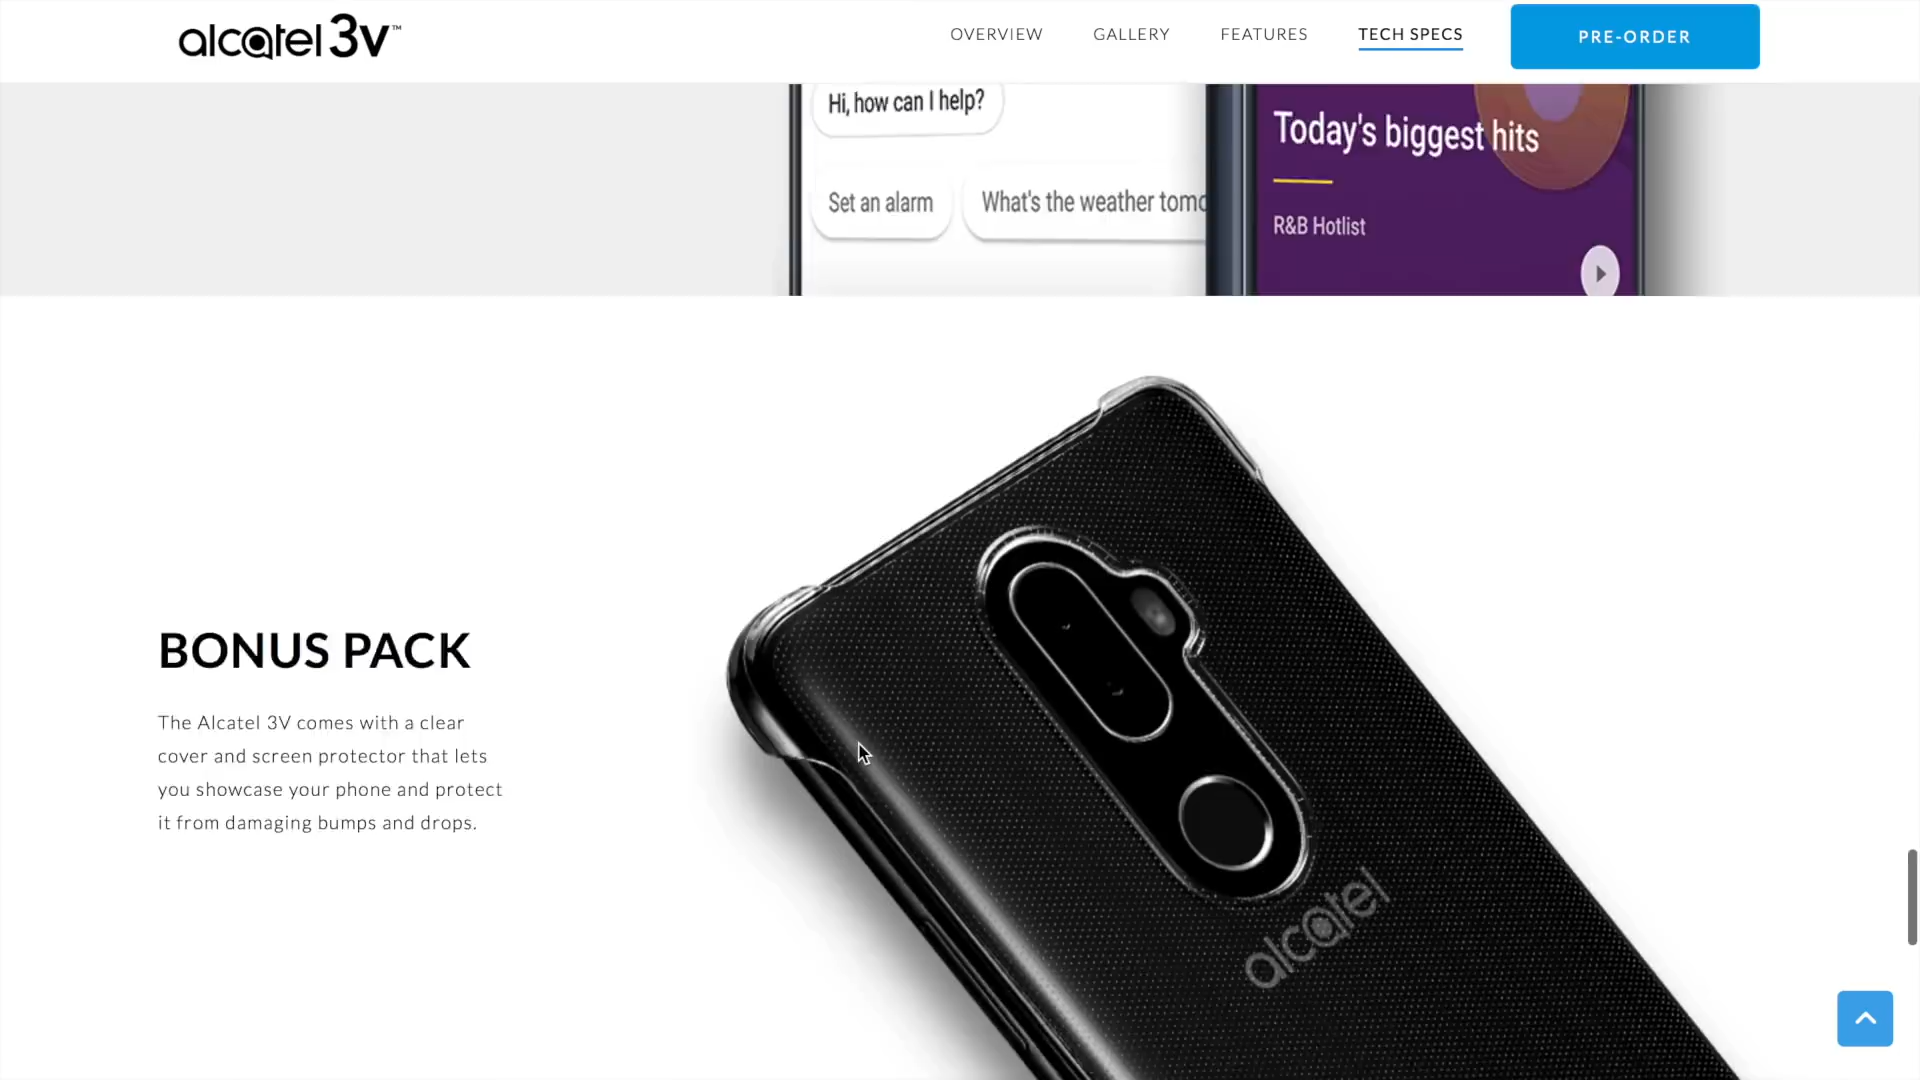 alcatel 3V™
OVERVIEW GALLERY FEATURES TECH SPECS PRE-ORDER
Hi, how can I help?
Set an alarm What's the weather tomo
Today's biggest hits
R&B Hotlist
BONUS PACK
The Alcatel 3V comes with a clear
cover and screen protector that lets
you showcase your phone and protect
it from damaging bumps and drops.
alcatel